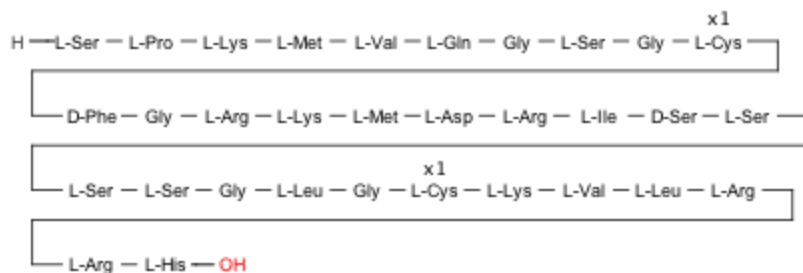 x1
H — L-Ser — L-Pro — L-Lys — L-Met — L-Val — L-Gln — Gly — L-Ser — Gly — L-Cys
D-Phe — Gly — L-Arg — L-Lys — L-Met — L-Asp — L-Arg — L-Ile — D-Ser — L-Ser
x1
L-Ser — L-Ser — Gly — L-Leu — Gly — L-Cys — L-Lys — L-Val — L-Leu — L-Arg
L-Arg — L-His — OH